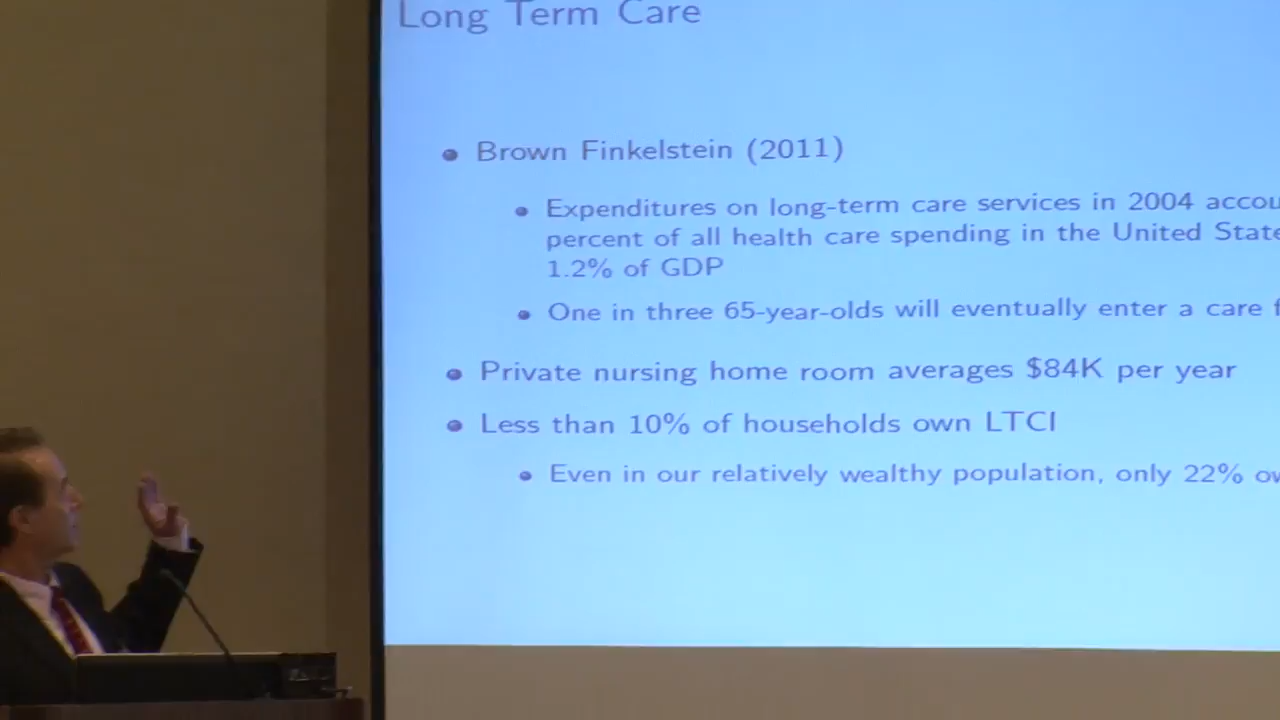 Long Term Care
Brown Finkelstein (2011)
Expenditures on long-term care services in 2004
percent of all health care spending in the United
1.2% of GDP
One in three 65-year-olds will eventually enter a care
Private nursing home room averages $84K per year
Less than 10% of households own LTCI
Even in our relatively wealthy population, only 22%